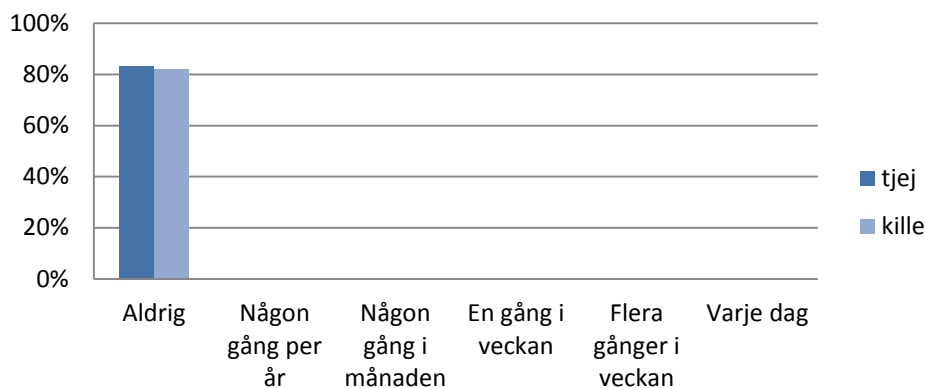 100%
80%
60%
40%
20%
0%
Aldrig
Någon
gång per
år
Någon
gång i
månaden
En gång i
veckan
Flera
gånger i
veckan
Varje dag
tjej
kille